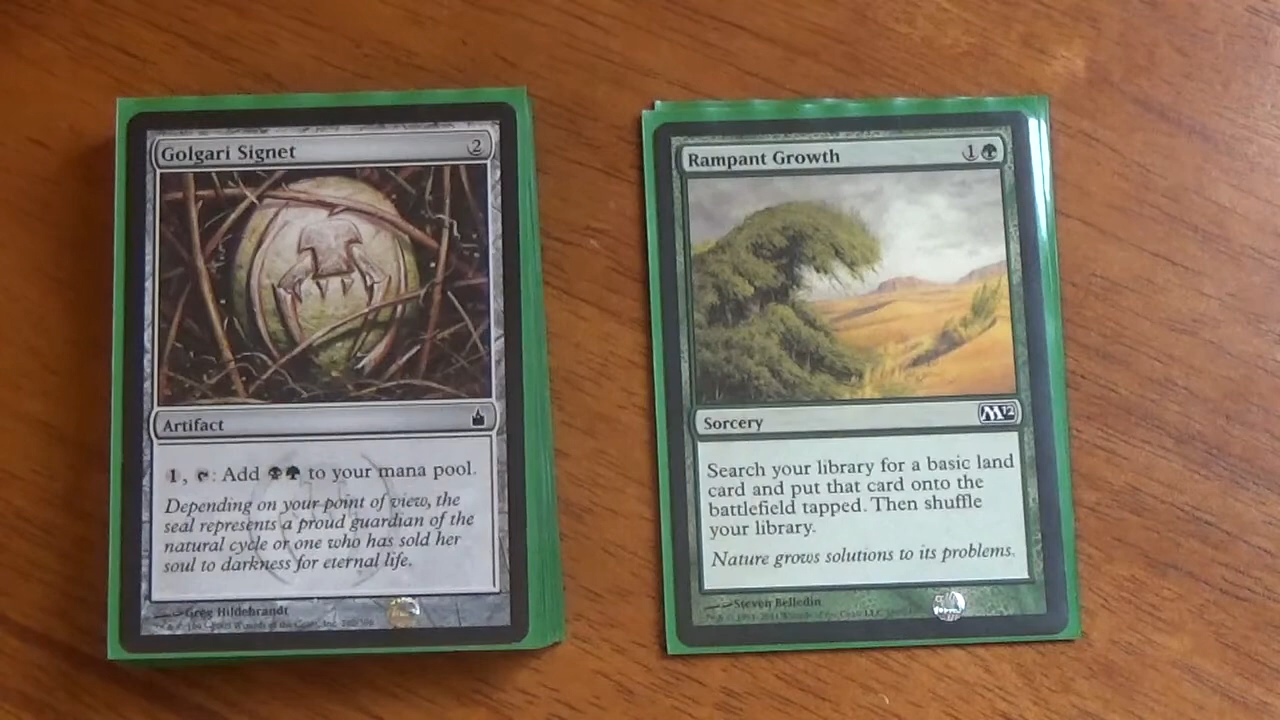 Golgari Signet 2
Artifact
1, : Add to your mana pool.
Depending on your point of view, the
seal represents a proud guardian of the
natural cycle or one who has sold her
soul to darkness for eternal life.
Greg Hildebrandt
Rampant Growth 1
Sorcery M12
Search your library for a basic land
card and put that card onto the
battlefield tapped. Then shuffle
your library.
Nature grows solutions to its problems.
Steven Belledin